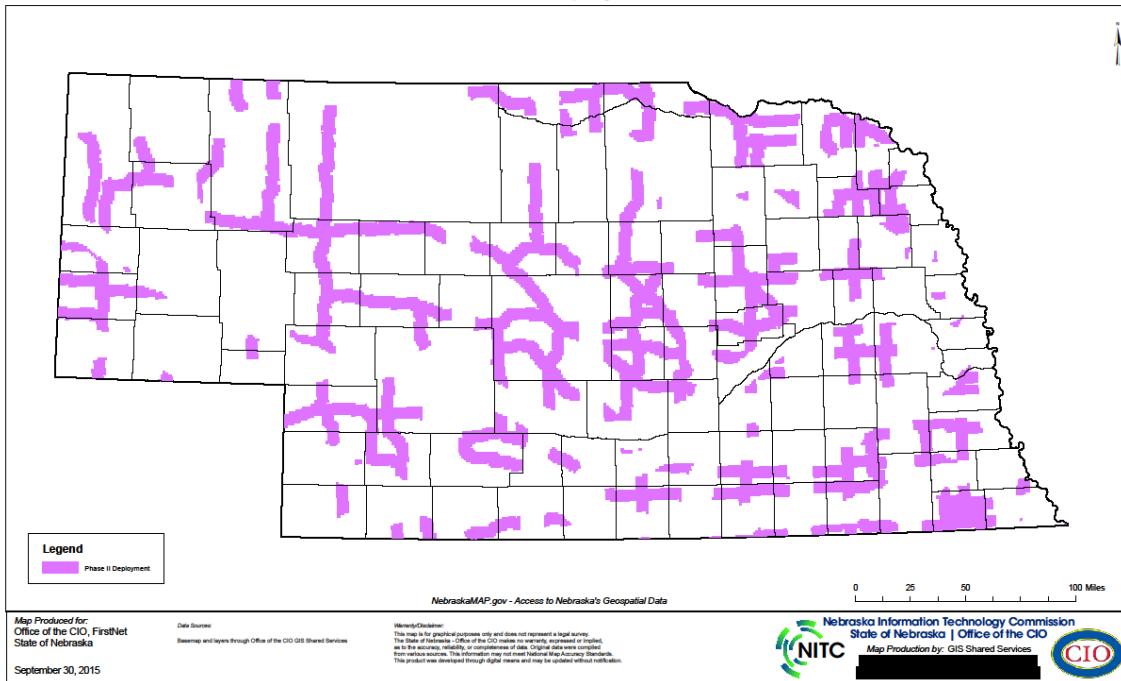 Legend
Phase II Deployment
NebraskaMAP.gov - Access to Nebraska's Geospatial Data
0 25 50 100 Miles
Map Produced for:
Office of the CIO, FirstNet
State of Nebraska
September 30, 2015
Data Sources:
Basemap and layers through Office of the CIO GIS Shared Services
Warranty/Disclaimer:
This map is for graphical purposes only and does not represent a legal survey.
The State of Nebraska - Office of the CIO makes no warranty, expressed or implied,
as to the accuracy, reliability, or completeness of data. Original data were compiled
from various sources. This information may not meet National Map Accuracy Standards.
This product was developed through digital means and may be updated without notification.
NITC
Nebraska Information Technology Commission
State of Nebraska | Office of the CIO
Map Production by: GIS Shared Services
CIO